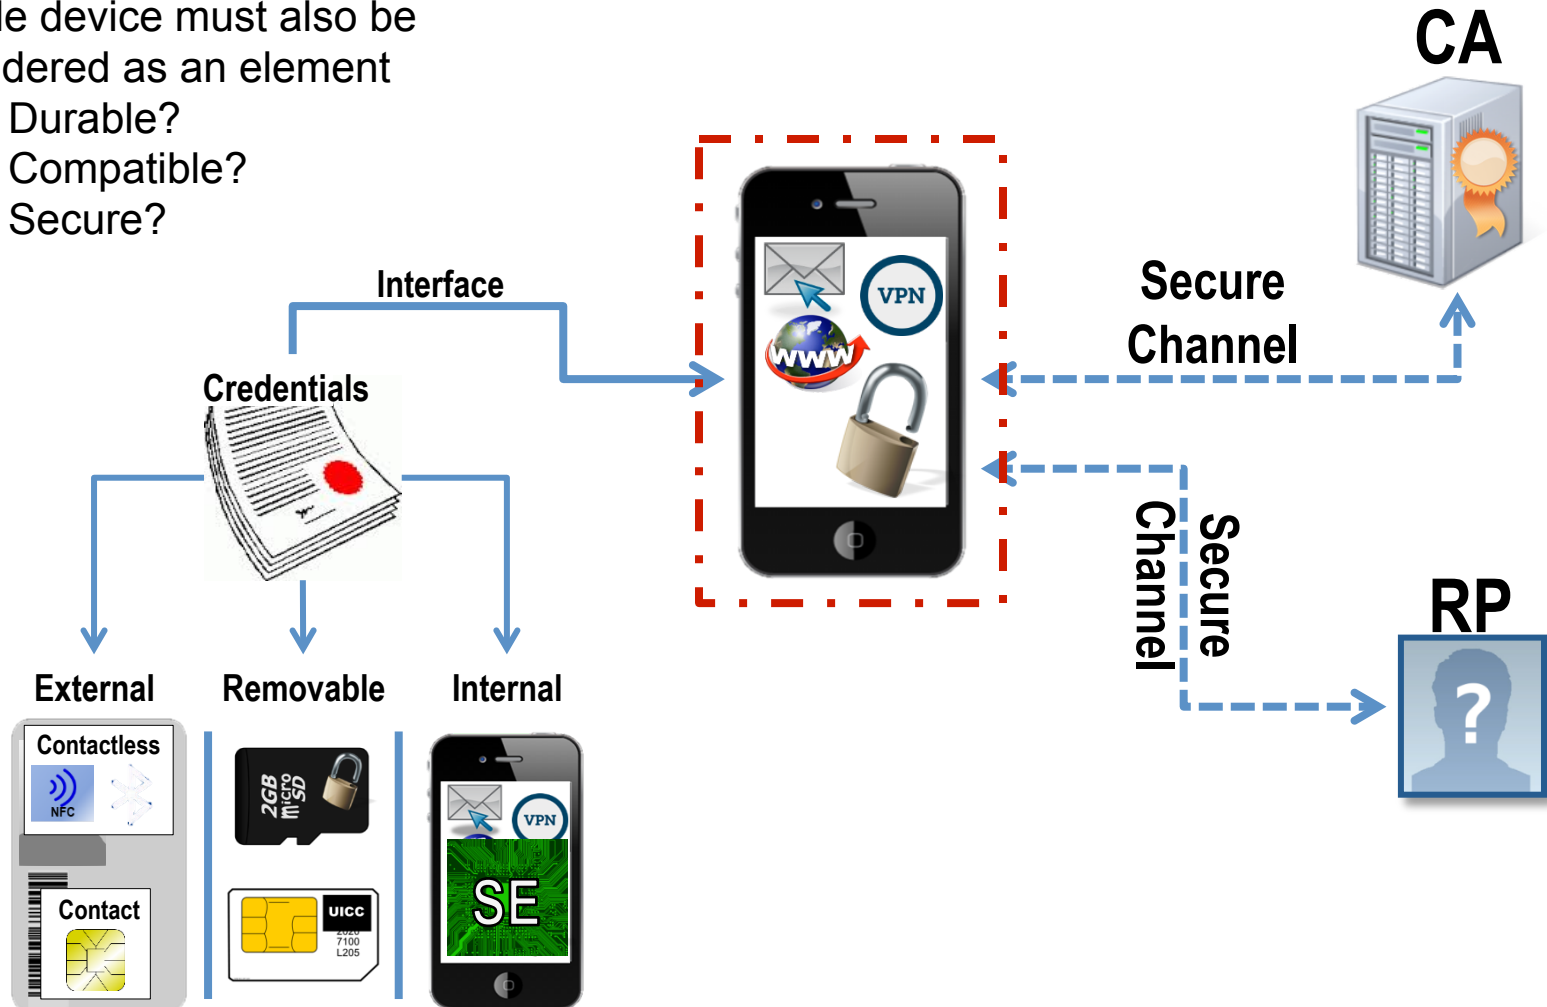 le device must also be
dered as an element
Durable?
Compatible?
Secure?
CA
Interface
Secure
Channel
VPN
www
Credentials
Secure
Channel
RP
?
External
Removable
Internal
Contactless
NFC
2GB
micro
SD
VPN
Contact
UICC
7100
L205
SE